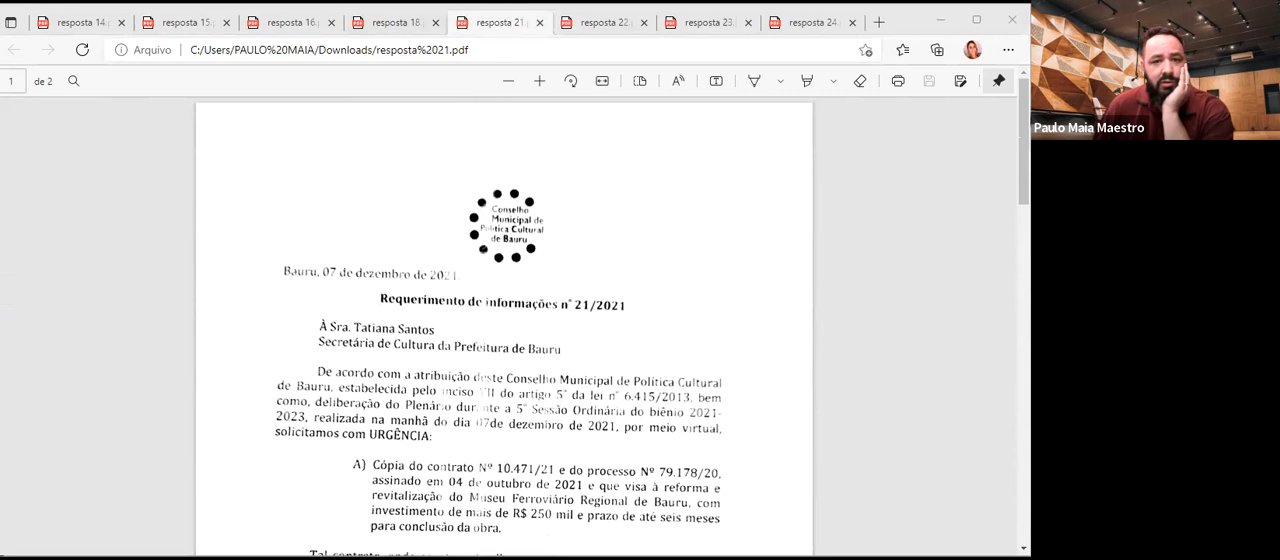 resposta 14.
resposta 15.
resposta 16.
resposta 18.
resposta 21.
resposta 22.
resposta 23.
resposta 24.
Arquivo
C:/Users/PAULO%20MAIA/Downloads/resposta%2021.pdf
1
de 2
Paulo Maia Maestro
Conselho
Municipal de
Política Cultural
de Bauru
Bauru, 07 de dezembro de 2021.
Requerimento de informações n° 21/2021
À Sra. Tatiana Santos
Secretária de Cultura da Prefeitura de Bauru
De acordo com a atribuição deste Conselho Municipal de Política Cultural
de Bauru, estabelecida pelo inciso VII do artigo 5° da lei n° 6.415/2013, bem
como, deliberação do Plenário durante a 5ª Sessão Ordinária do biênio 2021-
2023, realizada na manhã do dia 07de dezembro de 2021, por meio virtual,
solicitamos com URGÊNCIA:
A) Cópia do contrato Nº 10.471/21 e do processo Nº 79.178/20,
assinado em 04 de outubro de 2021 e que visa à reforma e
revitalização do Museu Ferroviário Regional de Bauru, com
investimento de mais de R$ 250 mil e prazo de até seis meses
para conclusão da obra.